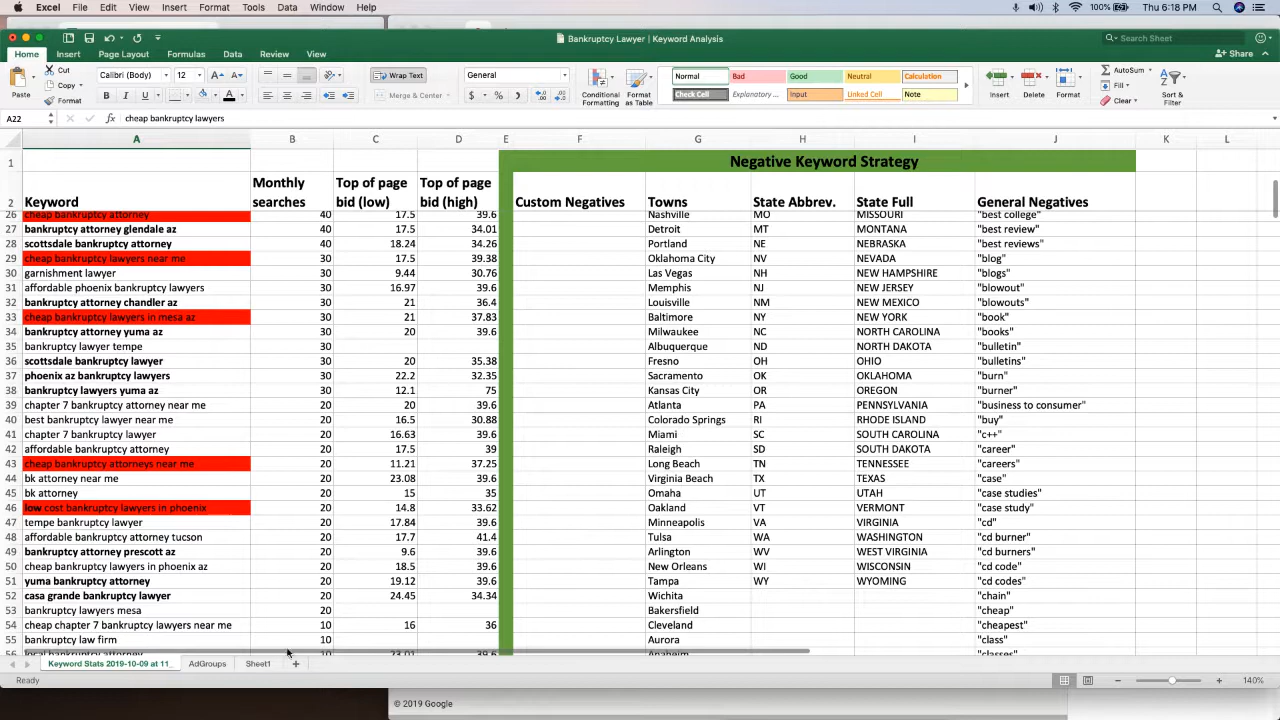 Excel File Edit View Insert Format Tools Data Window Help 100% Thu 6:18 PM
Bankruptcy Lawyer | Keyword Analysis Search Sheet
Home Insert Page Layout Formulas Data Review View Share
Paste Cut Copy Format Calibri (Body) 12 Wrap Text Merge & Center General Conditional Formatting Format as Table Normal Bad Good Neutral Calculation Check Cell Explanatory ... Input Linked Cell Note Insert Delete Format AutoSum Fill Clear Sort & Filter
A22 fx cheap bankruptcy lawyers
A B C D E F G H I J K L
1 Negative Keyword Strategy
2 Keyword Monthly searches Top of page bid (low) Top of page bid (high) Custom Negatives Towns State Abbrev. State Full General Negatives
26 cheap bankruptcy attorney 40 17.5 39.6 Nashville MO MISSOURI "best college"
27 bankruptcy attorney glendale az 40 17.5 34.01 Detroit MT MONTANA "best review"
28 scottsdale bankruptcy attorney 40 18.24 34.26 Portland NE NEBRASKA "best reviews"
29 cheap bankruptcy lawyers near me 30 17.5 39.38 Oklahoma City NV NEVADA "blog"
30 garnishment lawyer 30 9.44 30.76 Las Vegas NH NEW HAMPSHIRE "blogs"
31 affordable phoenix bankruptcy lawyers 30 16.97 39.6 Memphis NJ NEW JERSEY "blowout"
32 bankruptcy attorney chandler az 30 21 36.4 Louisville NM NEW MEXICO "blowouts"
33 cheap bankruptcy lawyers in mesa az 30 21 37.83 Baltimore NY NEW YORK "book"
34 bankruptcy attorney yuma az 30 20 39.6 Milwaukee NC NORTH CAROLINA "books"
35 bankruptcy lawyer tempe 30 Albuquerque ND NORTH DAKOTA "bulletin"
36 scottsdale bankruptcy lawyer 30 20 35.38 Fresno OH OHIO "bulletins"
37 phoenix az bankruptcy lawyers 30 22.2 32.35 Sacramento OK OKLAHOMA "burn"
38 bankruptcy lawyers yuma az 30 12.1 75 Kansas City OR OREGON "burner"
39 chapter 7 bankruptcy attorney near me 20 20 39.6 Atlanta PA PENNSYLVANIA "business to consumer"
40 best bankruptcy lawyer near me 20 16.5 30.88 Colorado Springs RI RHODE ISLAND "buy"
41 chapter 7 bankruptcy lawyer 20 16.63 39.6 Miami SC SOUTH CAROLINA "c++"
42 affordable bankruptcy attorney 20 17.5 39 Raleigh SD SOUTH DAKOTA "career"
43 cheap bankruptcy attorneys near me 20 11.21 37.25 Long Beach TN TENNESSEE "careers"
44 bk attorney near me 20 23.08 39.6 Virginia Beach TX TEXAS "case"
45 bk attorney 20 15 35 Omaha UT UTAH "case studies"
46 low cost bankruptcy lawyers in phoenix 20 14.8 33.62 Oakland VT VERMONT "case study"
47 tempe bankruptcy lawyer 20 17.84 39.6 Minneapolis VA VIRGINIA "cd"
48 affordable bankruptcy attorney tucson 20 17.7 41.4 Tulsa WA WASHINGTON "cd burner"
49 bankruptcy attorney prescott az 20 9.6 39.6 Arlington WV WEST VIRGINIA "cd burners"
50 cheap bankruptcy lawyers in phoenix az 20 18.5 39.6 New Orleans WI WISCONSIN "cd code"
51 yuma bankruptcy attorney 20 19.12 39.6 Tampa WY WYOMING "cd codes"
52 casa grande bankruptcy lawyer 20 24.45 34.34 Wichita "chain"
53 bankruptcy lawyers mesa 20 Bakersfield "cheap"
54 cheap chapter 7 bankruptcy lawyers near me 10 16 36 Cleveland "cheapest"
55 bankruptcy law firm 10 Aurora "class"
local bankruptcy attorney 10 23.01 39.6 Anaheim "classes"
Keyword Stats 2019-10-09 at 11_ AdGroups Sheet1 +
Ready 140%
© 2019 Google